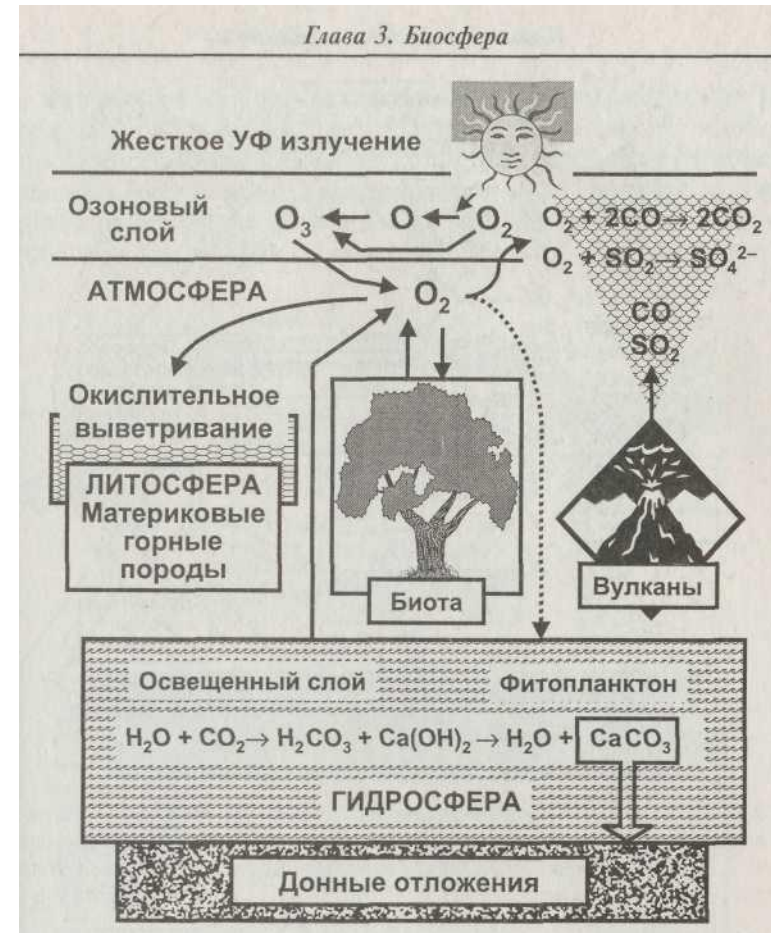 Глава 3. Биосфера
Жесткое УФ излучение
Озоновый
слой
O₃ O O₂
O₂ + 2CO → 2CO₂
O₂ + SO₂ → SO₄²⁻
АТМОСФЕРА
O₂
CO
SO₂
Окислительное
выветривание
ЛИТОСФЕРА
Материковые
горные
породы
Биота
Вулканы
Освещенный слой
Фитопланктон
H₂O + CO₂ → H₂CO₃ + Ca(OH)₂ → H₂O + CaCO₃
ГИДРОСФЕРА
Донные отложения